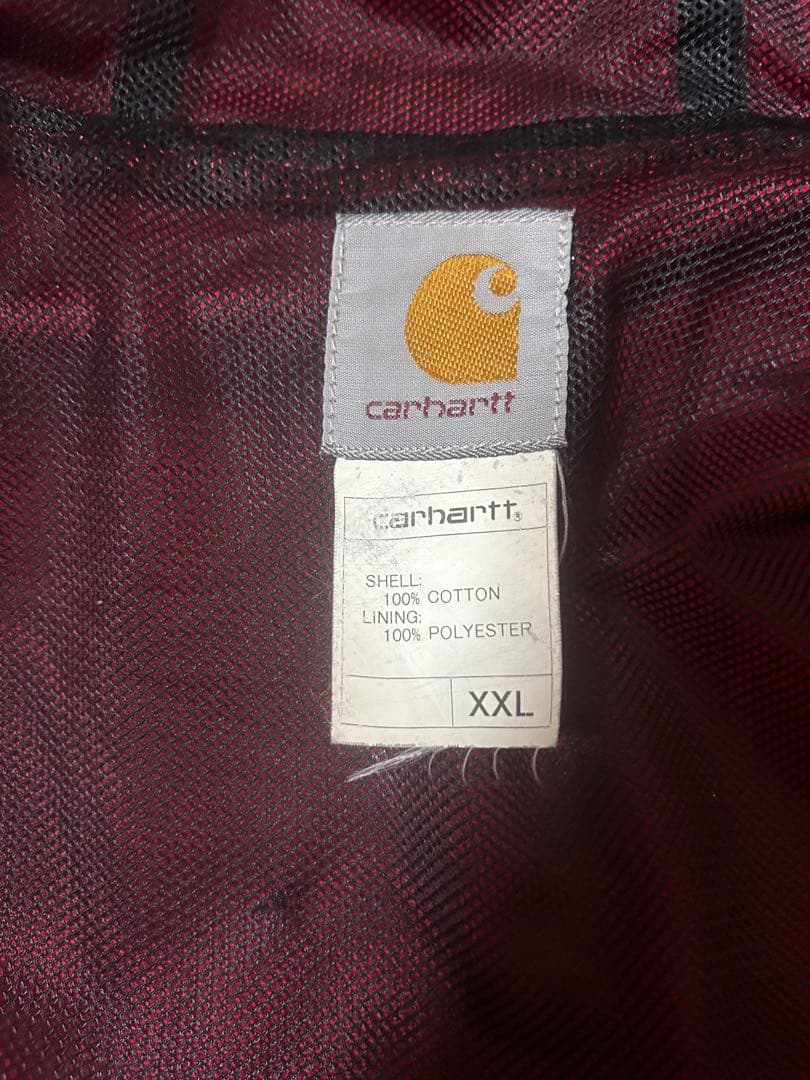 carhartt
carhartt®
SHELL:
100% COTTON
LINING:
100% POLYESTER
XXL